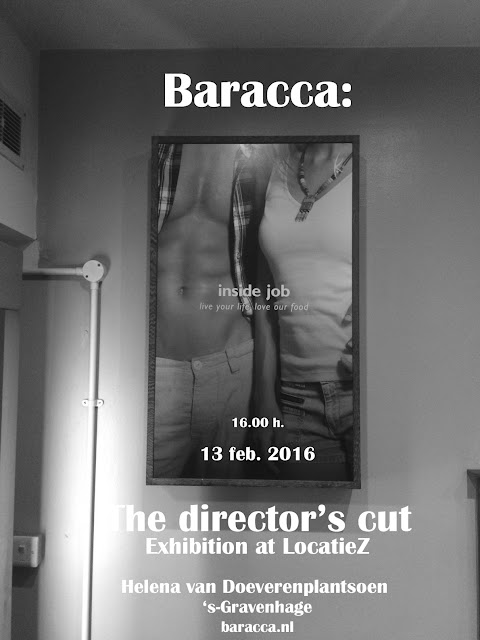 Baracca:
inside job
live your life, love our food
16.00 h.
13 feb. 2016
The director's cut
Exhibition at LocatieZ
Helena van Doeverenplantsoen
‘s-Gravenhage
baracca.nl